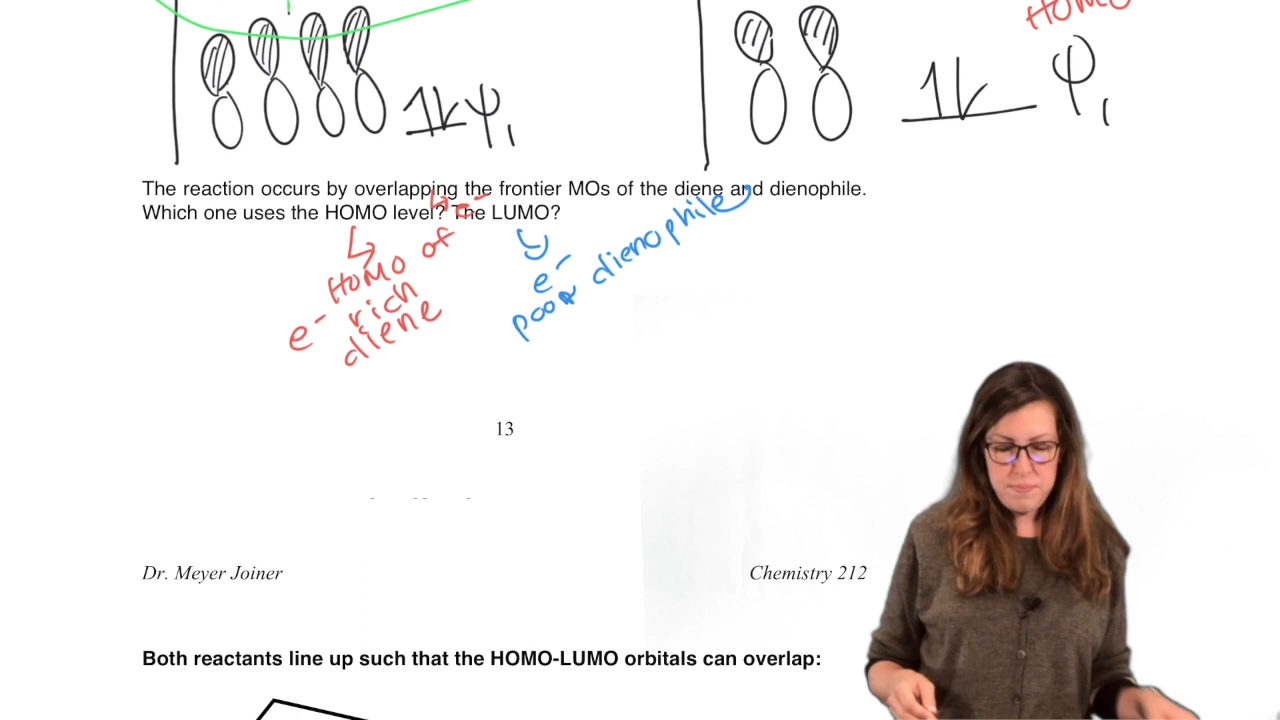 HOMO
1k ψ1
1k ψ1
The reaction occurs by overlapping the frontier MOs of the diene and dienophile.
Which one uses the HOMO level? The LUMO?
↳ e-
↳ HOMO of
e- rich
diene
e-
poor dienophile
13
Dr. Meyer Joiner
Chemistry 212
Both reactants line up such that the HOMO-LUMO orbitals can overlap: